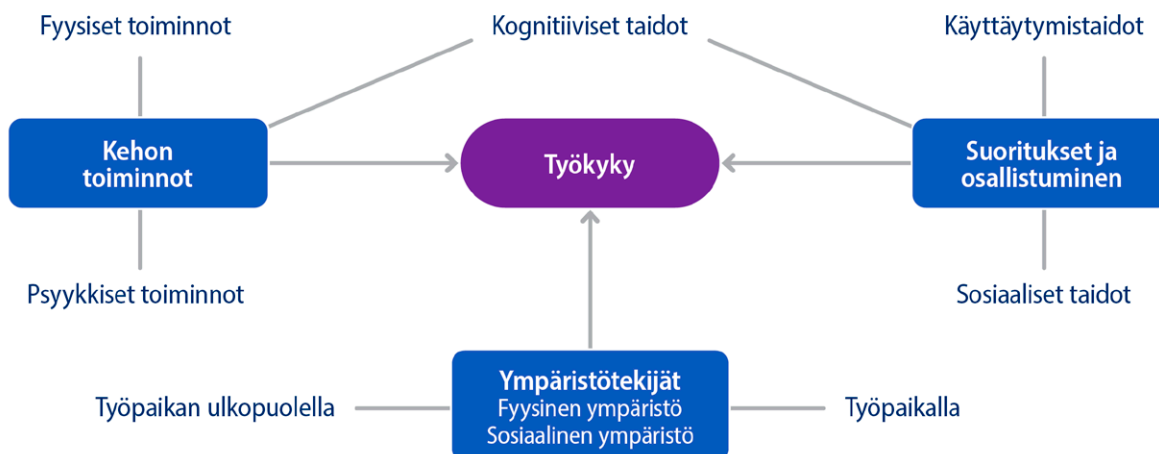 Fyysiset toiminnot
Kognitiiviset taidot
Käyttäytymistaidot
Kehon
toiminnot
Työkyky
Suoritukset ja
osallistuminen
Psyykkiset toiminnot
Sosiaaliset taidot
Ympäristötekijät
Fyysinen ympäristö
Sosiaalinen ympäristö
Työpaikan ulkopuolella
Työpaikalla